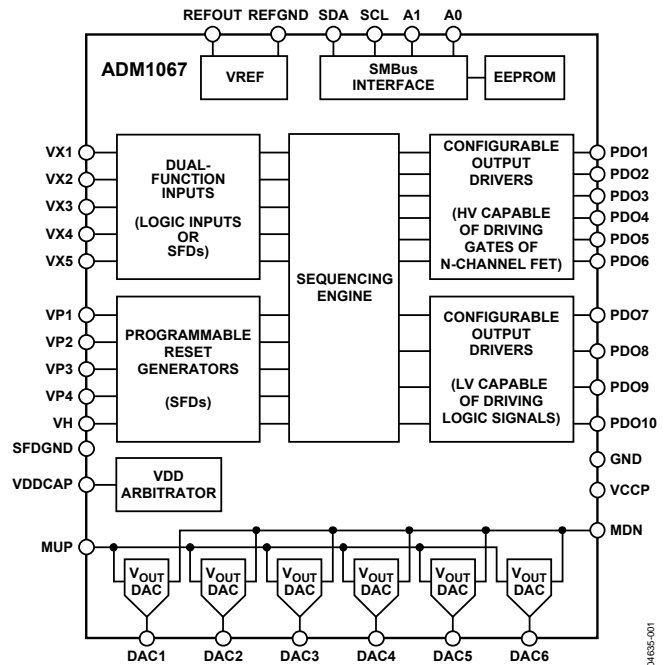 REFOUT REFGND SDA SCL A1 A0
ADM1067
VREF
SMBus
INTERFACE
EEPROM
VX1
VX2
VX3
VX4
VX5
DUAL-
FUNCTION
INPUTS
(LOGIC INPUTS
OR
SFDs)
VP1
VP2
VP3
VP4
VH
PROGRAMMABLE
RESET
GENERATORS
(SFDs)
SEQUENCING
ENGINE
CONFIGURABLE
OUTPUT
DRIVERS
(HV CAPABLE
OF DRIVING
GATES OF
N-CHANNEL FET)
PDO1
PDO2
PDO3
PDO4
PDO5
PDO6
CONFIGURABLE
OUTPUT
DRIVERS
(LV CAPABLE
OF DRIVING
LOGIC SIGNALS)
PDO7
PDO8
PDO9
PDO10
SFDGND
GND
VDDCAP
VDD
ARBITRATOR
VCCP
MUP
MDN
VOUT
DAC
VOUT
DAC
VOUT
DAC
VOUT
DAC
VOUT
DAC
VOUT
DAC
DAC1 DAC2 DAC3 DAC4 DAC5 DAC6